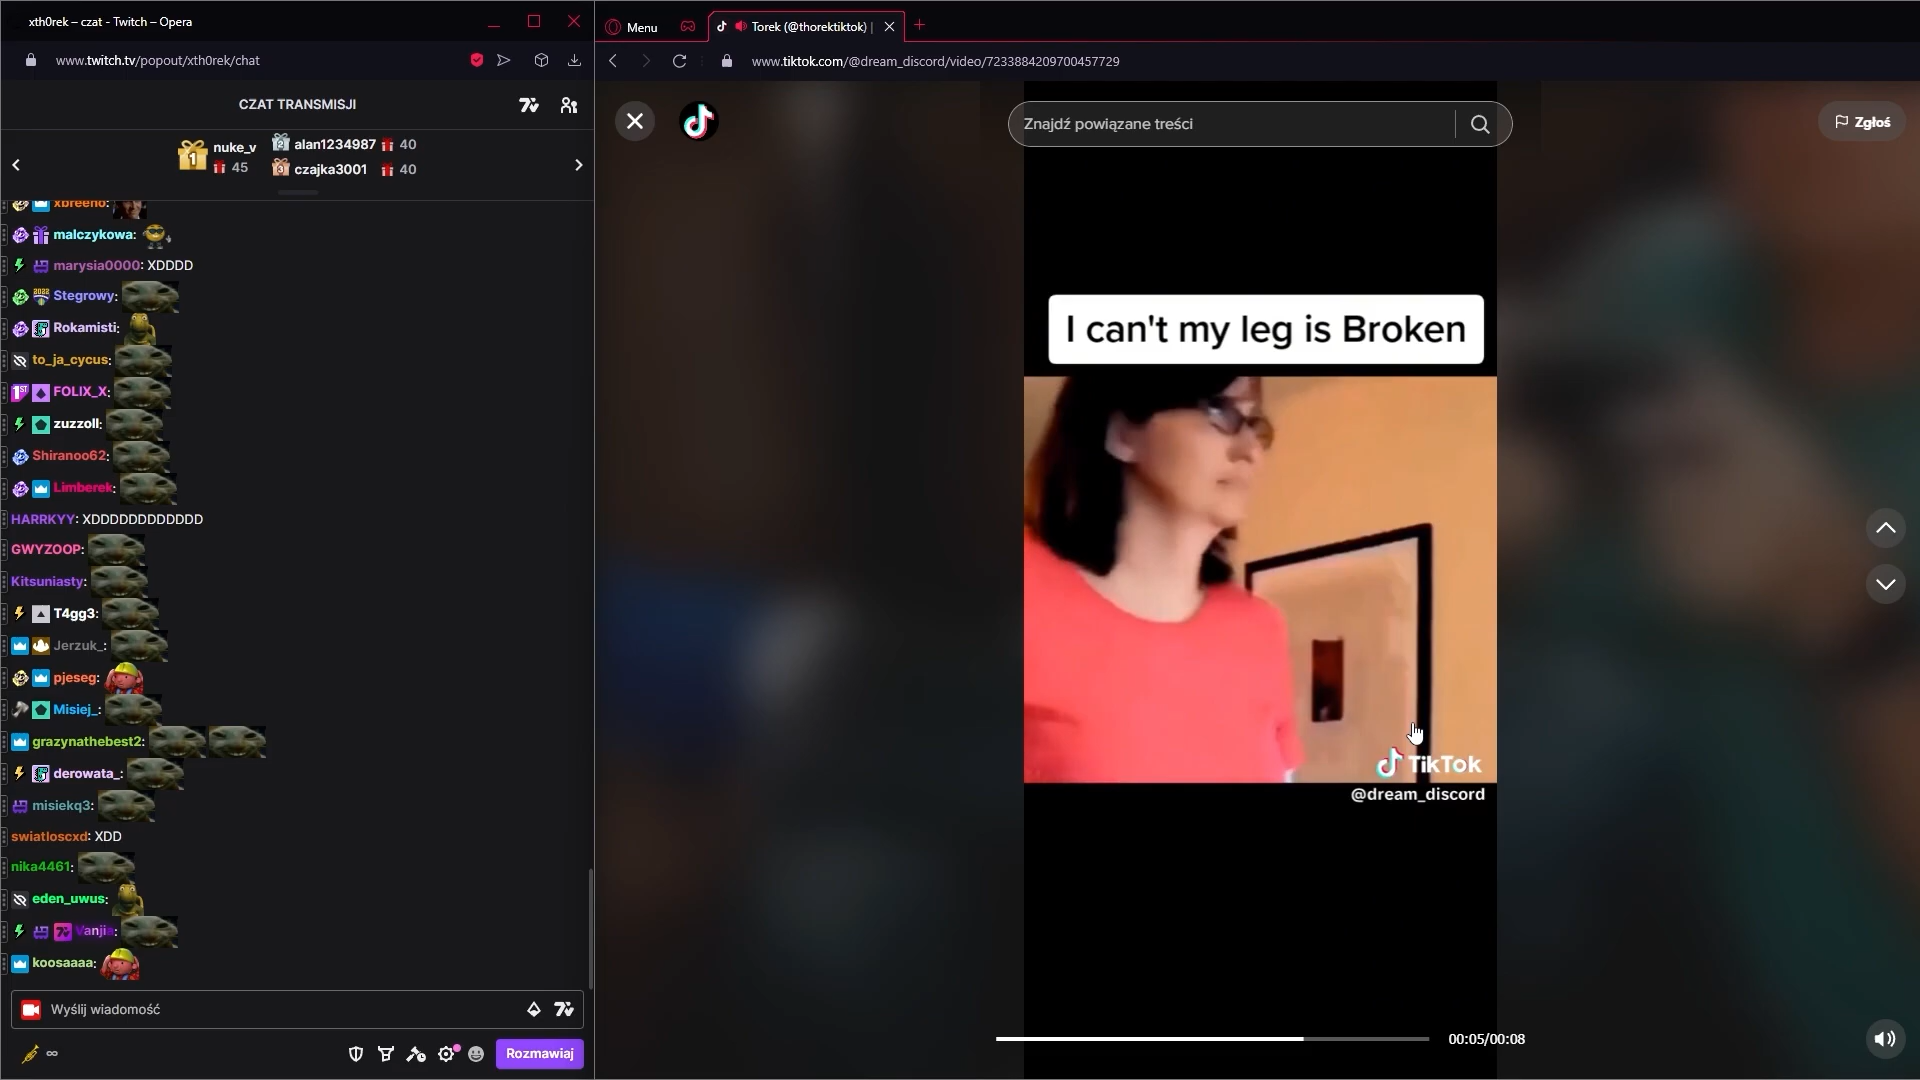 xth0rek – czat - Twitch – Opera
www.twitch.tv/popout/xth0rek/chat
CZAT TRANSMISJI
nuke_v
45
alan1234987 40
czajka3001 40
xbreeno:
malczykowa:
marysia0000: XDDDD
Stegrowy:
Rokamisti:
to_ja_cycus:
FOLIX_X:
zuzzoll:
Shiranoo62:
Limberek:
HARRKYY: XDDDDDDDDDDDD
GWYZOOP:
Kitsuniasty:
T4gg3:
Jerzuk_:
pjeseg:
Misiej_:
grazynathebest2:
derowata_:
misiekq3:
swiatloscxd: XDD
nika4461:
eden_uwus:
Vanjia:
koosaaaa:
Wyślij wiadomość
∞
Rozmawiaj
Menu
Torek (@thorektiktok) |
www.tiktok.com/@dream_discord/video/7233884209700457729
Znajdź powiązane treści
Zgłoś
I can't my leg is Broken
TikTok
@dream_discord
00:05/00:08